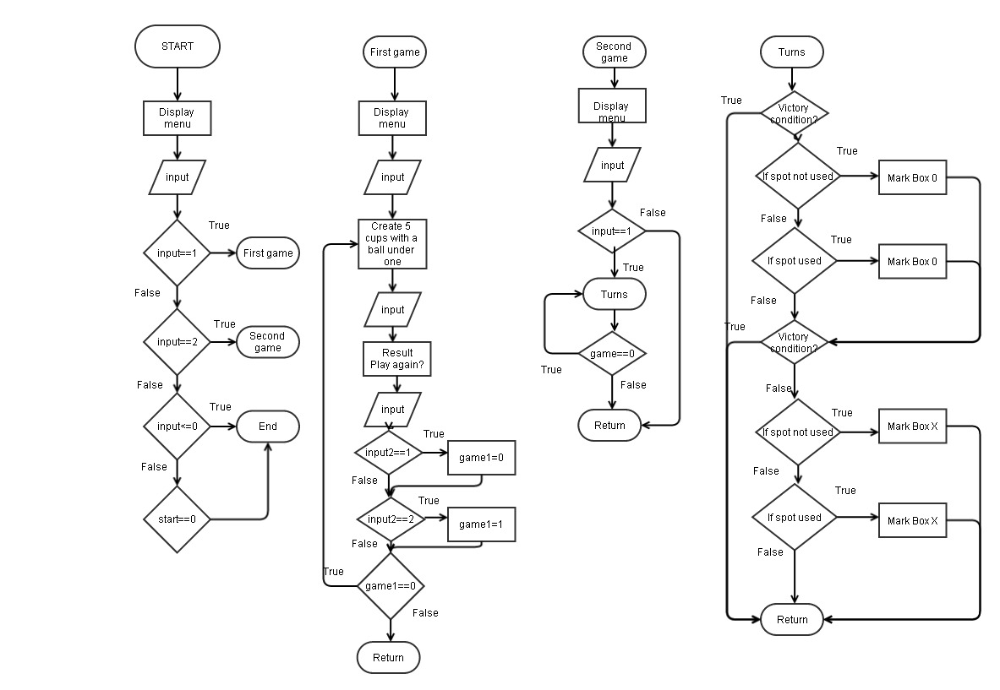 START
Display
menu
input
input==1
True
First game
False
input==2
True
Second
game
False
input<=0
True
End
False
start==0
First game
Display
menu
input
Create 5
cups with a
ball under
one
input
Result
Play again?
input
input2==1
True
game1=0
False
input2==2
True
game1=1
False
game1==0
True
False
Return
Second
game
Display
menu
input
input==1
False
True
Turns
game==0
True
False
Return
Turns
Victory
condition?
True
If spot not used
True
Mark Box 0
False
If spot used
True
Mark Box 0
False
Victory
condition?
True
False
If spot not used
True
Mark Box X
False
If spot used
True
Mark Box X
False
Return